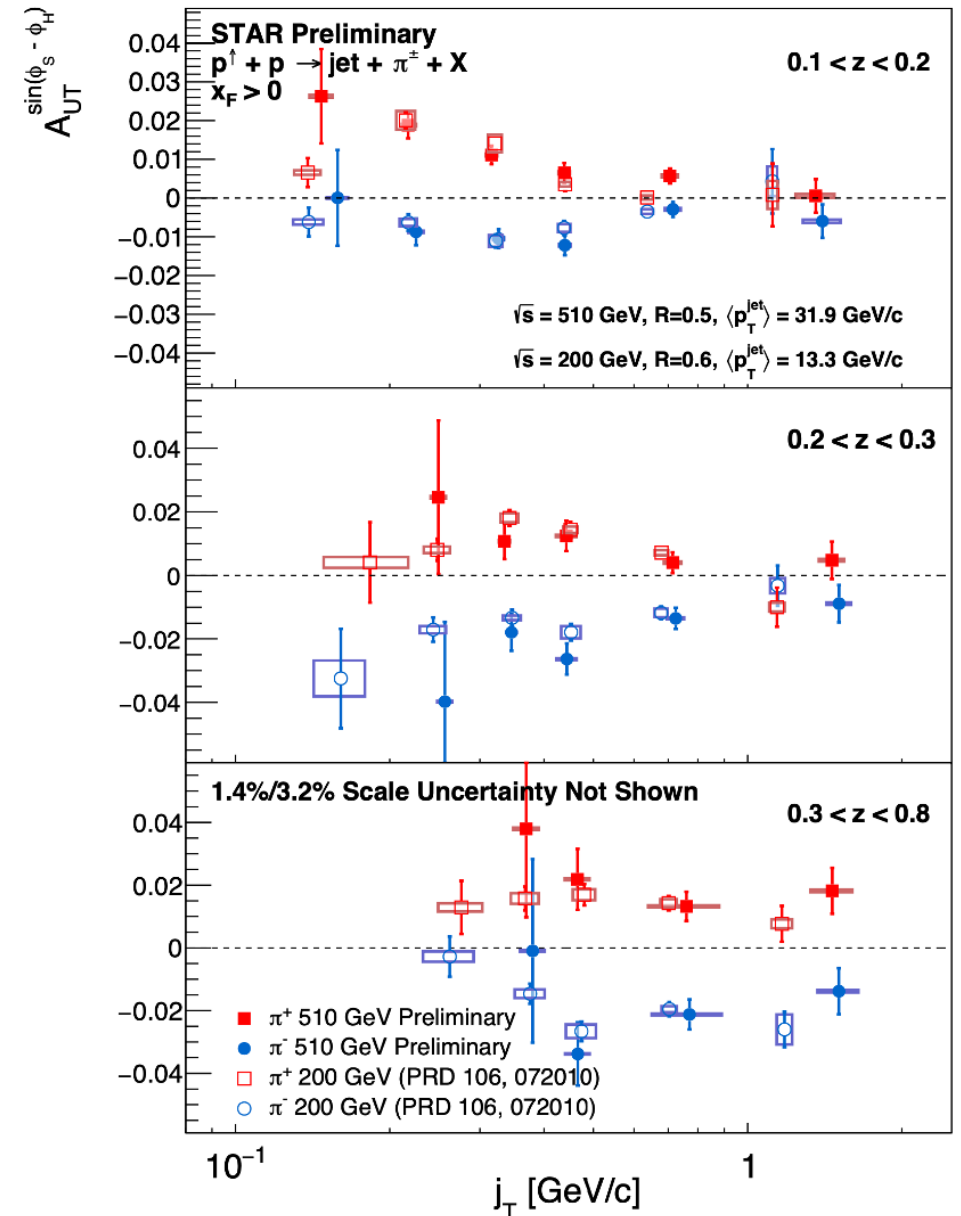 A_UT^sin(ϕ_S - ϕ_H)
STAR Preliminary
p^↑ + p → jet + π^± + X
x_F > 0
0.1 < z < 0.2
0.04
0.02
0.01
0
−0.01
−0.02
−0.03
−0.04
√s = 510 GeV, R=0.5, ⟨p_T^jet⟩ = 31.9 GeV/c
√s = 200 GeV, R=0.6, ⟨p_T^jet⟩ = 13.3 GeV/c
0.2 < z < 0.3
0.04
0.02
0
−0.02
−0.04
1.4%/3.2% Scale Uncertainty Not Shown
0.3 < z < 0.8
0.04
0.02
0
−0.02
−0.04
π^+ 510 GeV Preliminary
π^- 510 GeV Preliminary
π^+ 200 GeV (PRD 106, 072010)
π^- 200 GeV (PRD 106, 072010)
10^−1
1
j_T [GeV/c]